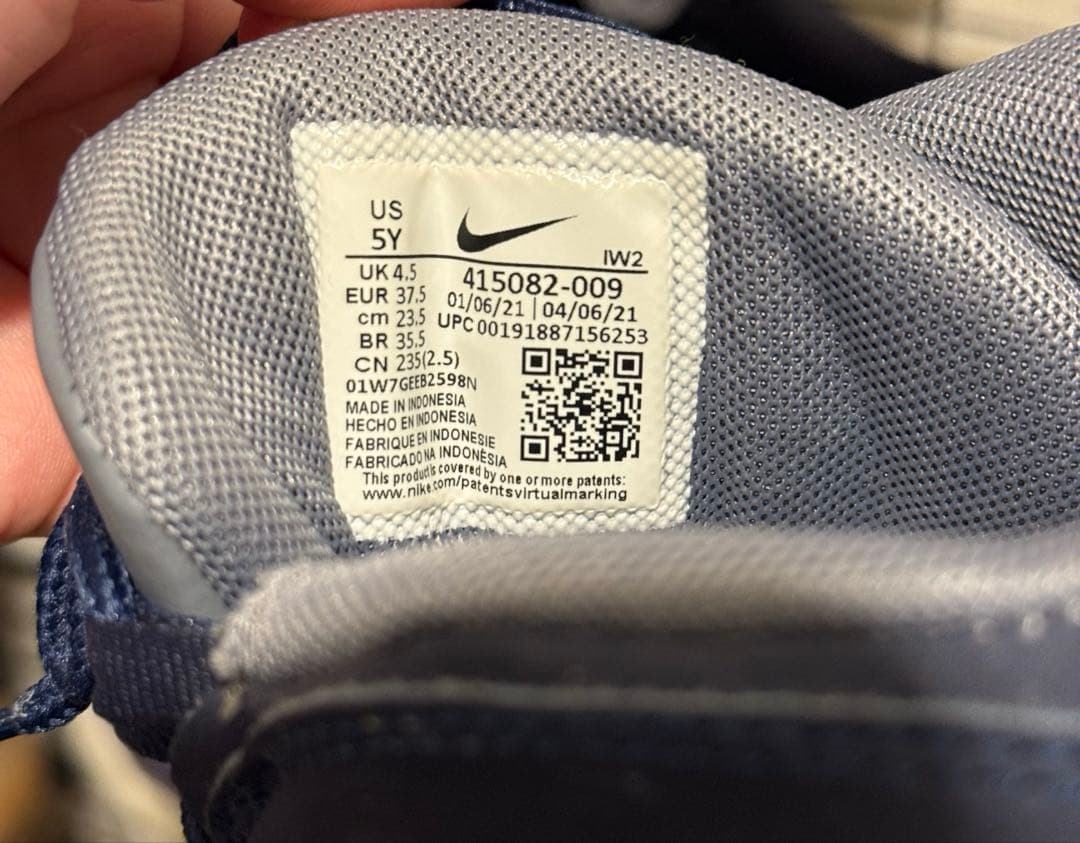 US
5Y
IW2
UK 4.5
EUR 37.5
cm 23.5
BR 35.5
CN 235(2.5)
415082-009
01/06/21 | 04/06/21
UPC 00191887156253
01W7GEEB2598N
MADE IN INDONESIA
HECHO EN INDONESIA
FABRIQUE EN INDONESIE
FABRICADO NA INDONÉSIA
This product is covered by one or more patents:
www.nike.com/patentsvirtualmarking